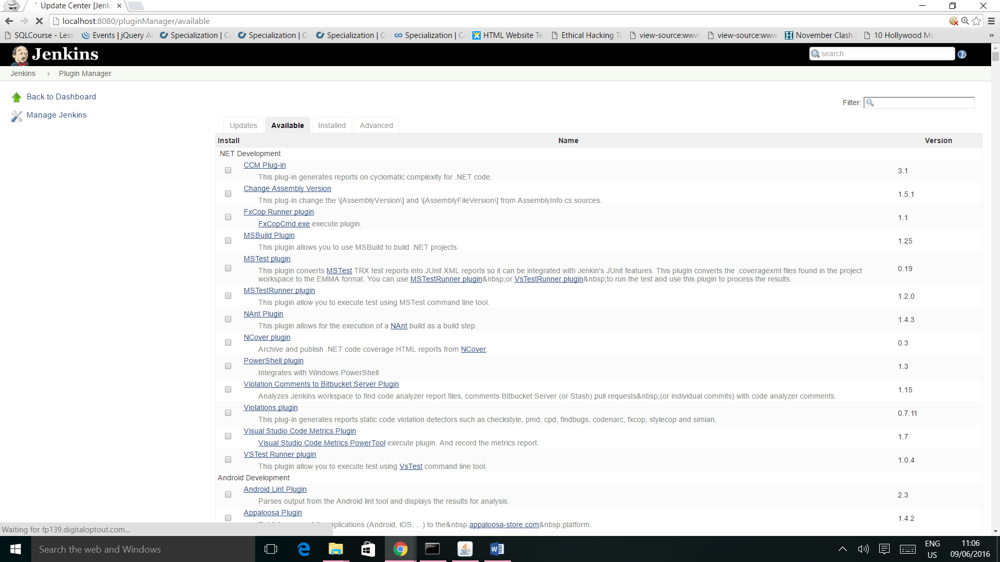 Update Center [Jenk
localhost:8080/pluginManager/available
SQLCourse - Less Events | jQuery A Specialization | Co Specialization | Co Specialization | Co Specialization | Co HTML Website Te Ethical Hacking T view-source:www view-source:www November Clash 10 Hollywood Mo »
Jenkins
search
Jenkins Plugin Manager
Back to Dashboard
Manage Jenkins
Filter:
Updates Available Installed Advanced
Install Name Version
.NET Development
CCM Plug-in
This plug-in generates reports on cyclomatic complexity for .NET code.
3.1
Change Assembly Version
This plug-in change the \[AssemblyVersion\] and \[AssemblyFileVersion\] from AssemblyInfo.cs sources.
1.5.1
FxCop Runner plugin
FxCopCmd.exe execute plugin.
1.1
MSBuild Plugin
This plugin allows you to use MSBuild to build .NET projects.
1.25
MSTest plugin
This plugin converts MSTest TRX test reports into JUnit XML reports so it can be integrated with Jenkin's JUnit features. This plugin converts the .coveragexml files found in the project
workspace to the EMMA format. You can use MSTestRunner plugin&nbsp;or VsTestRunner plugin&nbsp;to run the test and use this plugin to process the results.
0.19
MSTestRunner plugin
This plugin allow you to execute test using MSTest command line tool.
1.2.0
NAnt Plugin
This plugin allows for the execution of a NAnt build as a build step.
1.4.3
NCover plugin
Archive and publish .NET code coverage HTML reports from NCover.
0.3
PowerShell plugin
Integrates with Windows PowerShell
1.3
Violation Comments to Bitbucket Server Plugin
Analyzes Jenkins workspace to find code analyzer report files, comments Bitbucket Server (or Stash) pull requests&nbsp;(or individual commits) with code analyzer comments.
1.15
Violations plugin
This plug-in generates reports static code violation detectors such as checkstyle, pmd, cpd, findbugs, codenarc, fxcop, stylecop and simian.
0.7.11
Visual Studio Code Metrics Plugin
Visual Studio Code Metrics PowerTool execute plugin. And record the metrics report.
1.7
VSTest Runner plugin
This plugin allow you to execute test using VsTest command line tool.
1.0.4
Android Development
Android Lint Plugin
Parses output from the Android lint tool and displays the results for analysis.
2.3
Appaloosa Plugin
plications (Android, iOS, ...) to the&nbsp;appaloosa-store.com&nbsp;platform.
1.4.2
Waiting for fp139.digitaloptout.com...
Search the web and Windows
ENG
US
11:06
09/06/2016